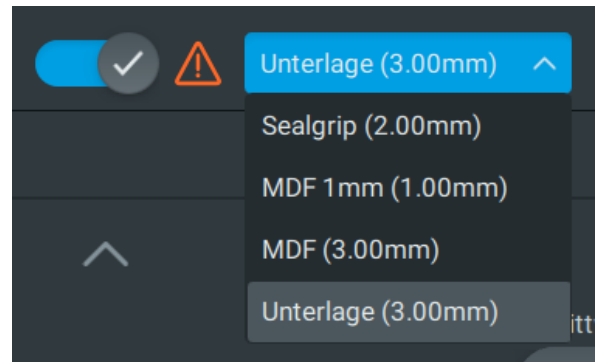 Unterlage (3.00mm)
Sealgrip (2.00mm)
MDF 1mm (1.00mm)
MDF (3.00mm)
Unterlage (3.00mm)